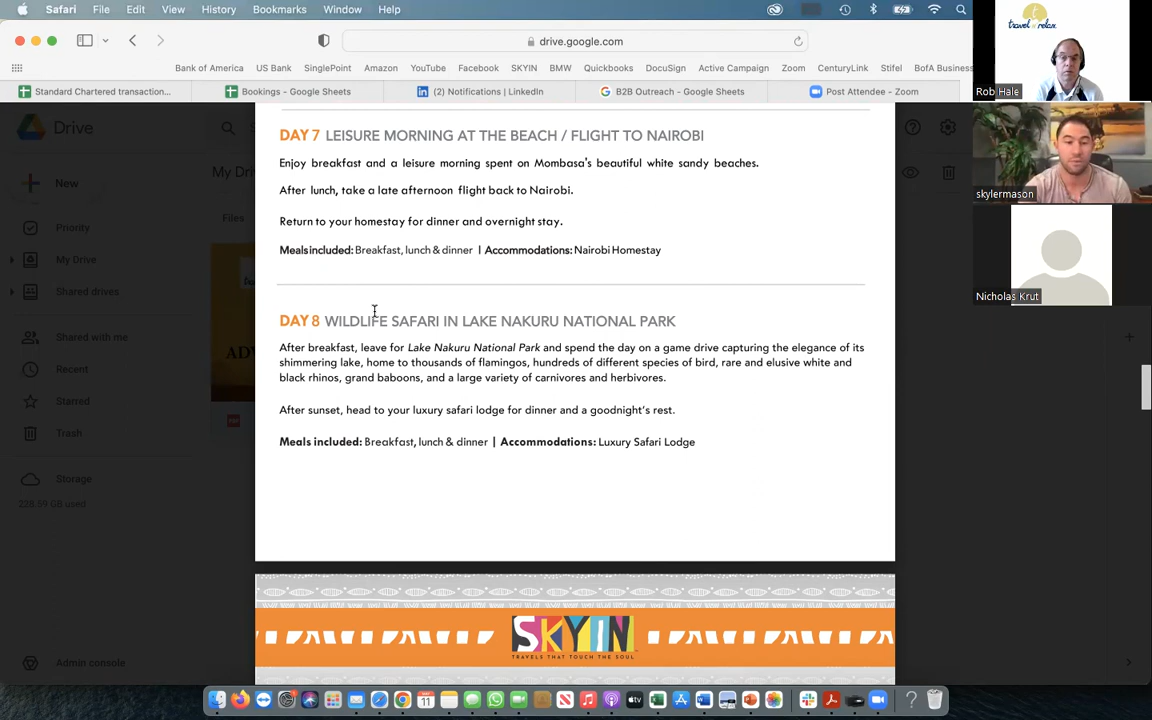 Safari File Edit View History Bookmarks Window Help
drive.google.com
Bank of America US Bank SinglePoint Amazon YouTube Facebook SKYIN BMW Quickbooks DocuSign Active Campaign Zoom CenturyLink Stifel BofA Business
Standard Chartered transaction... Bookings - Google Sheets (2) Notifications | LinkedIn B2B Outreach - Google Sheets Post Attendee - Zoom
travel n relax
Rob Hale
skylermason
Nicholas Krut
Drive
New
My Dri
Files
Priority
My Drive
Shared drives
Shared with me
Recent
Starred
Trash
Storage
228.59 GB used
Admin console
ADV
DAY 7 LEISURE MORNING AT THE BEACH / FLIGHT TO NAIROBI
Enjoy breakfast and a leisure morning spent on Mombasa's beautiful white sandy beaches.
After lunch, take a late afternoon flight back to Nairobi.
Return to your homestay for dinner and overnight stay.
Meals included: Breakfast, lunch & dinner | Accommodations: Nairobi Homestay
DAY 8 WILDLIFE SAFARI IN LAKE NAKURU NATIONAL PARK
After breakfast, leave for Lake Nakuru National Park and spend the day on a game drive capturing the elegance of its
shimmering lake, home to thousands of flamingos, hundreds of different species of bird, rare and elusive white and
black rhinos, grand baboons, and a large variety of carnivores and herbivores.
After sunset, head to your luxury safari lodge for dinner and a goodnight's rest.
Meals included: Breakfast, lunch & dinner | Accommodations: Luxury Safari Lodge
SKYIN
TRAVELS THAT TOUCH THE SOUL